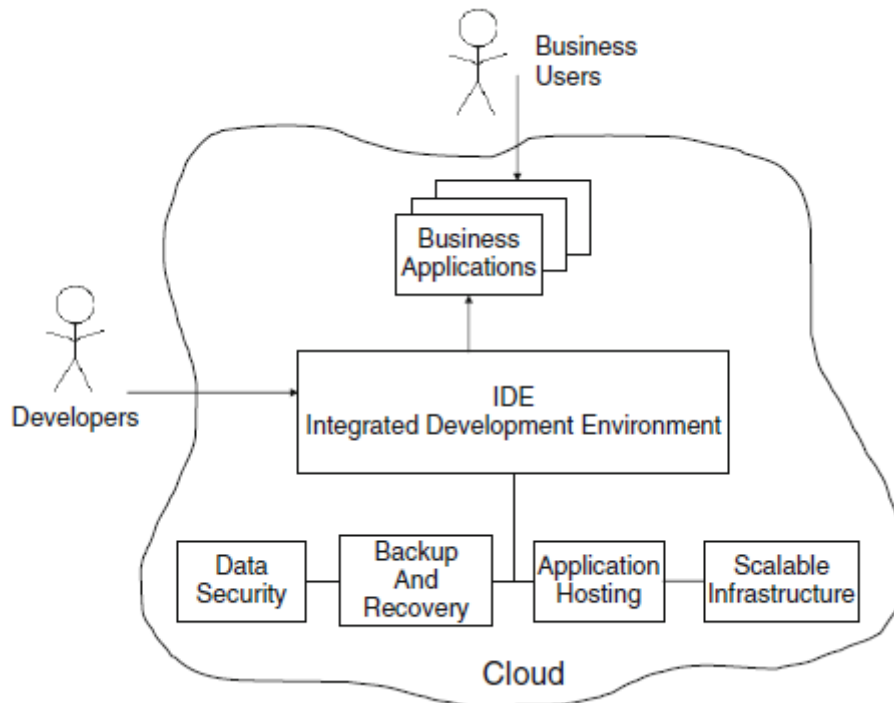 Business
Users
Business
Applications
Developers
IDE
Integrated Development Environment
Data
Security
Backup
And
Recovery
Application
Hosting
Scalable
Infrastructure
Cloud